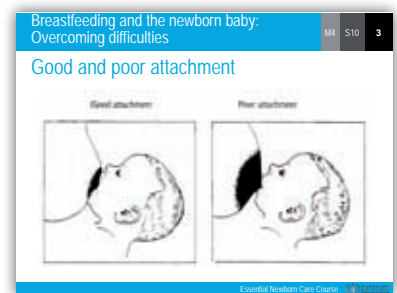 Breastfeeding and the newborn baby:
Overcoming difficulties
M4 S10 3
Good and poor attachment
Good attachment
Poor attachment
Essential Newborn Care Course